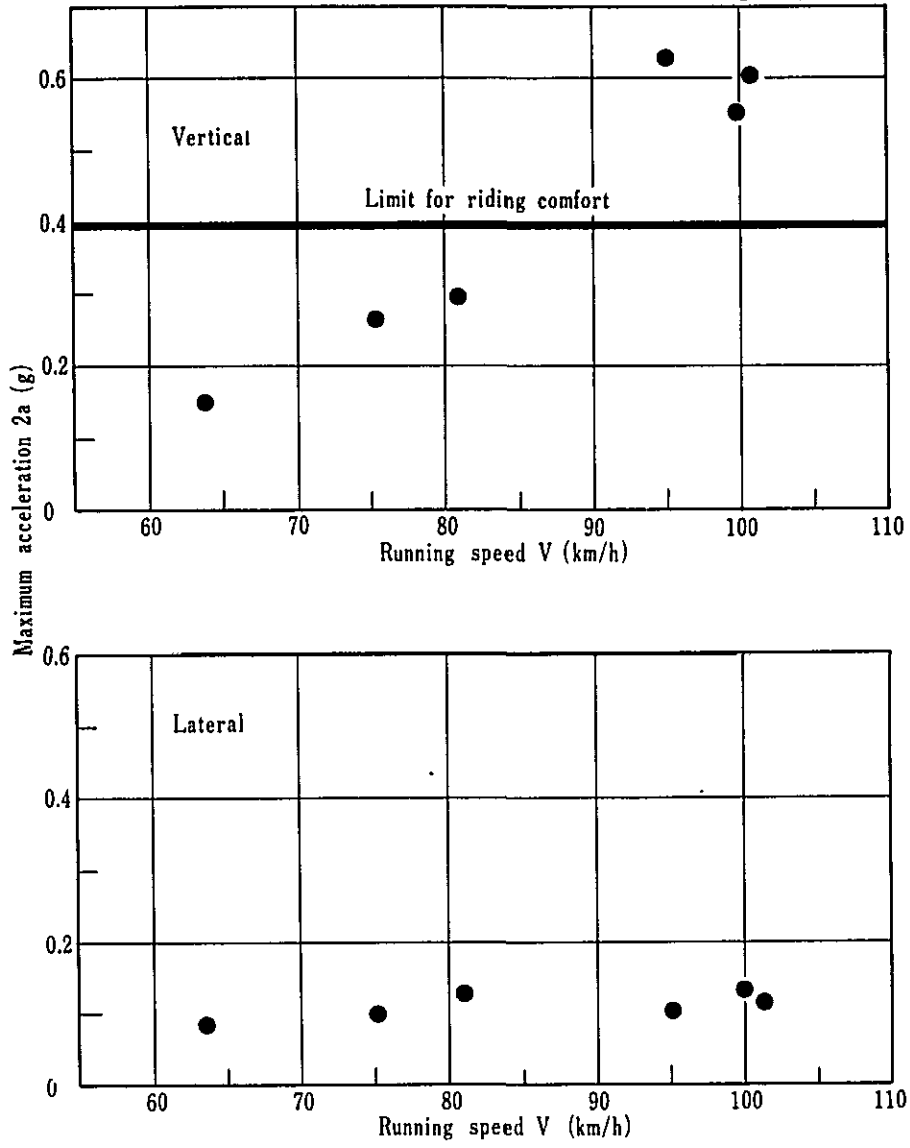 0.6
Vertical
Limit for riding comfort
0.4
0.2
0
60 70 80 90 100 110
Running speed V (km/h)
Maximum acceleration 2a (g)
0.6
Lateral
0.4
0.2
0
60 70 80 90 100 110
Running speed V (km/h)